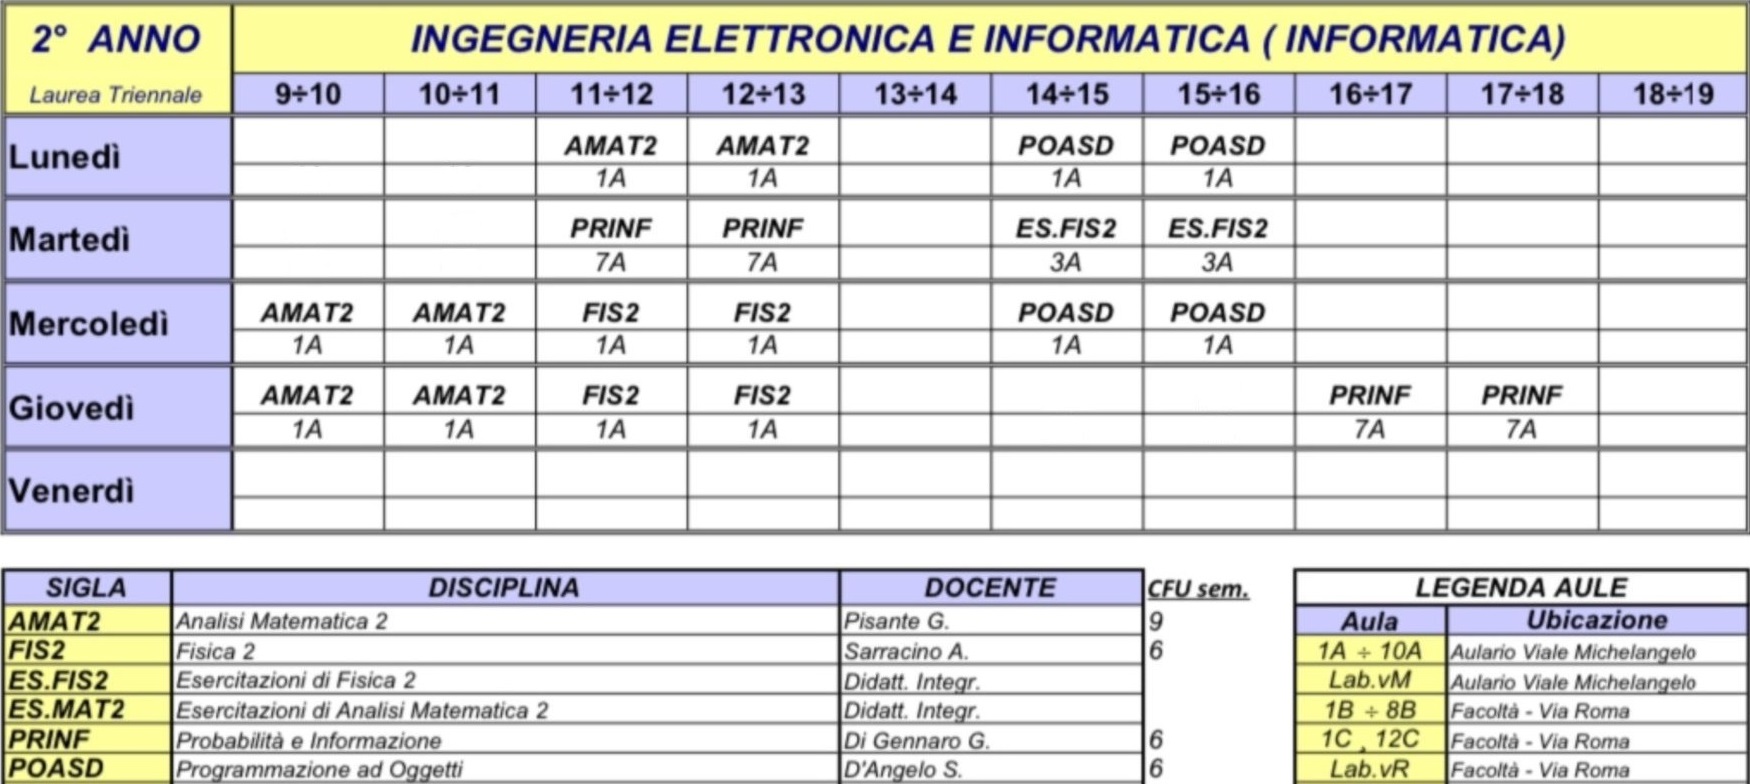 2° ANNO INGEGNERIA ELETTRONICA E INFORMATICA ( INFORMATICA)
Laurea Triennale 9÷10 10÷11 11÷12 12÷13 13÷14 14÷15 15÷16 16÷17 17÷18 18÷19
Lunedì AMAT2 AMAT2 POASD POASD
1A 1A 1A 1A
Martedì PRINF PRINF ES.FIS2 ES.FIS2
7A 7A 3A 3A
Mercoledì AMAT2 AMAT2 FIS2 FIS2 POASD POASD
1A 1A 1A 1A 1A 1A
Giovedì AMAT2 AMAT2 FIS2 FIS2 PRINF PRINF
1A 1A 1A 1A 7A 7A
Venerdì
SIGLA DISCIPLINA DOCENTE CFU sem.
AMAT2 Analisi Matematica 2 Pisante G. 9
FIS2 Fisica 2 Sarracino A. 6
ES.FIS2 Esercitazioni di Fisica 2 Didatt. Integr.
ES.MAT2 Esercitazioni di Analisi Matematica 2 Didatt. Integr.
PRINF Probabilità e Informazione Di Gennaro G. 6
POASD Programmazione ad Oggetti D'Angelo S. 6
LEGENDA AULE
Aula Ubicazione
1A ÷ 10A Aulario Viale Michelangelo
Lab.vM Aulario Viale Michelangelo
1B ÷ 8B Facoltà - Via Roma
1C , 12C Facoltà - Via Roma
Lab.vR Facoltà - Via Roma